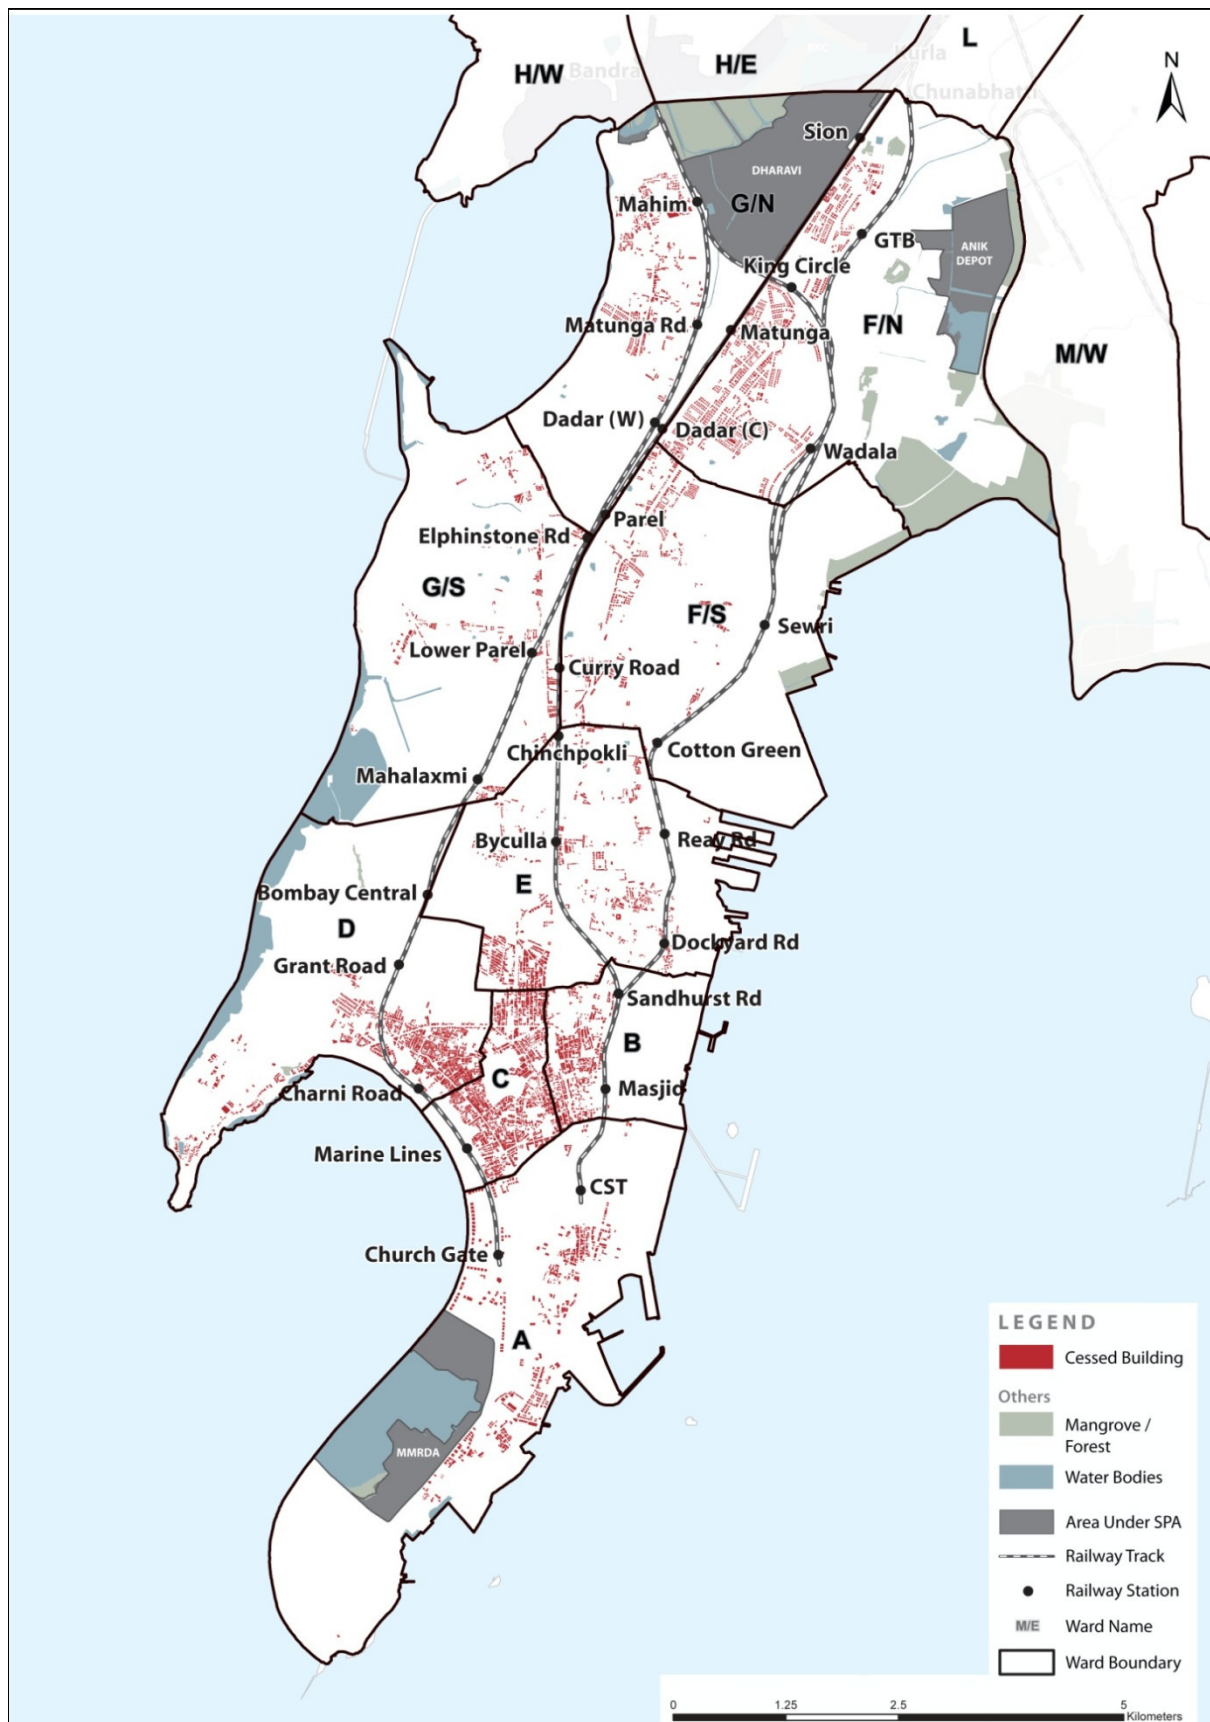 L
H/E
Kurla
H/W
Bandra
N
Chunabhatti
Sion
DHARAVI
G/N
Mahim
GTB
ANIK
DEPOT
King Circle
F/N
Matunga Rd
Matunga
M/W
Dadar (W)
Dadar (C)
Wadala
Parel
Elphinstone Rd
G/S
F/S
Sewri
Lower Parel
Curry Road
Chinchpokli
Cotton Green
Mahalaxmi
Byculla
Reay Rd
E
Bombay Central
D
Dockyard Rd
Grant Road
Sandhurst Rd
B
C
Charni Road
Masjid
Marine Lines
CST
Church Gate
A
MMRDA
LEGEND
Cessed Building
Others
Mangrove /
Forest
Water Bodies
Area Under SPA
Railway Track
Railway Station
M/E
Ward Name
Ward Boundary
0 1.25 2.5 5
Kilometers